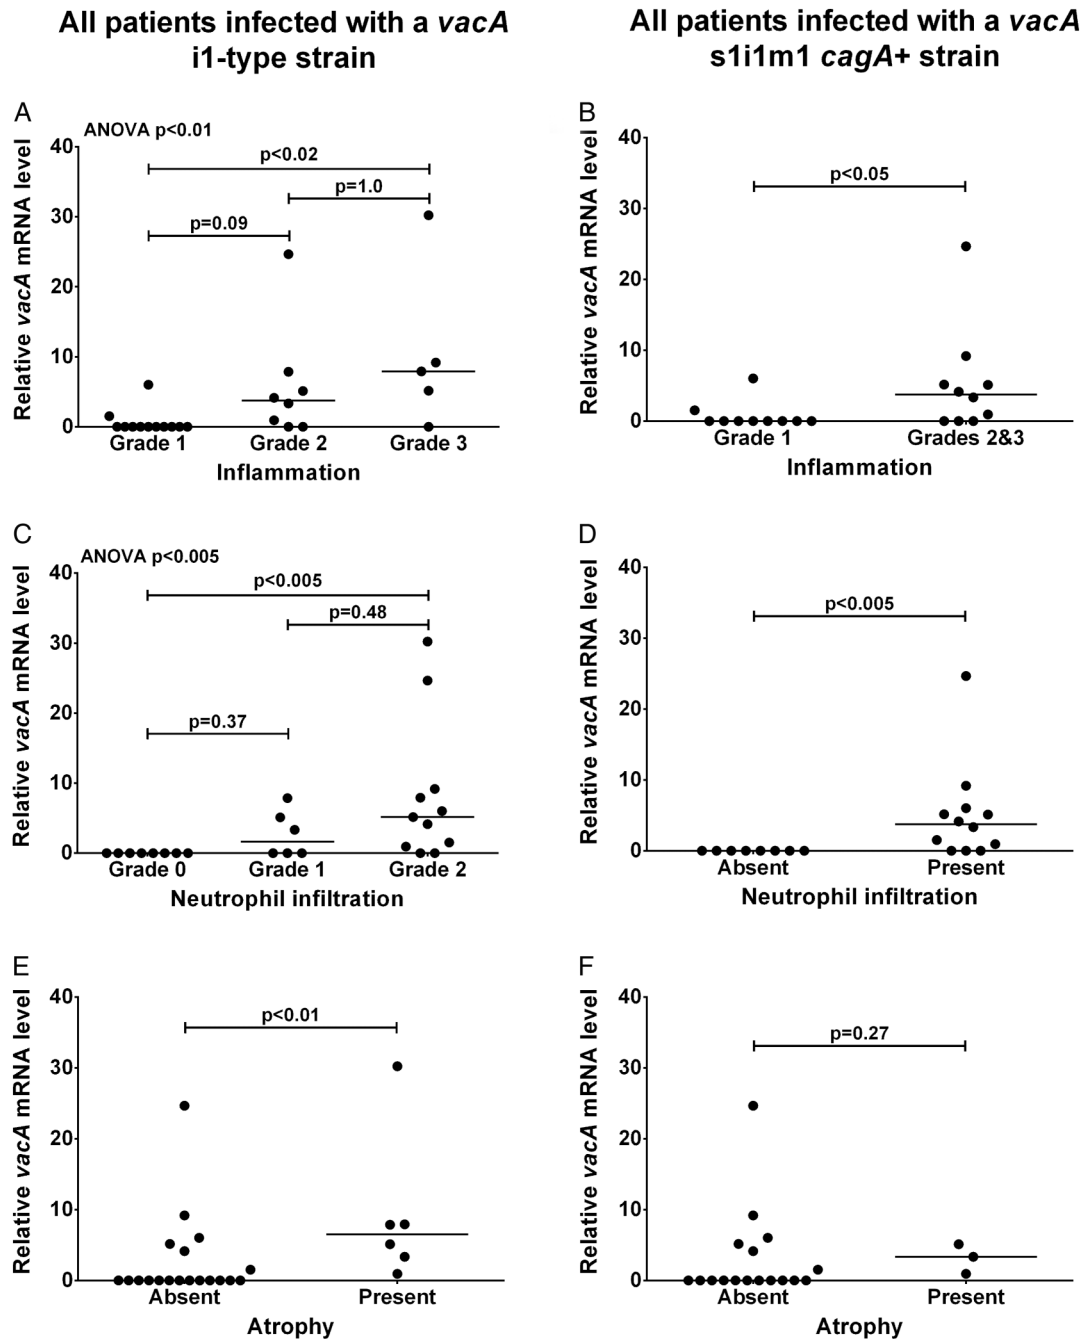 All patients infected with a vacA
i1-type strain
All patients infected with a vacA
s1i1m1 cagA+ strain
A
ANOVA p<0.01
Relative vacA mRNA level
40
30
20
10
0
p<0.02
p=1.0
p=0.09
Grade 1 Grade 2 Grade 3
Inflammation
B
Relative vacA mRNA level
40
30
20
10
0
p<0.05
Grade 1 Grades 2&3
Inflammation
C
ANOVA p<0.005
Relative vacA mRNA level
40
30
20
10
0
p<0.005
p=0.48
p=0.37
Grade 0 Grade 1 Grade 2
Neutrophil infiltration
D
Relative vacA mRNA level
40
30
20
10
0
p<0.005
Absent Present
Neutrophil infiltration
E
Relative vacA mRNA level
40
30
20
10
0
p<0.01
Absent Present
Atrophy
F
Relative vacA mRNA level
40
30
20
10
0
p=0.27
Absent Present
Atrophy